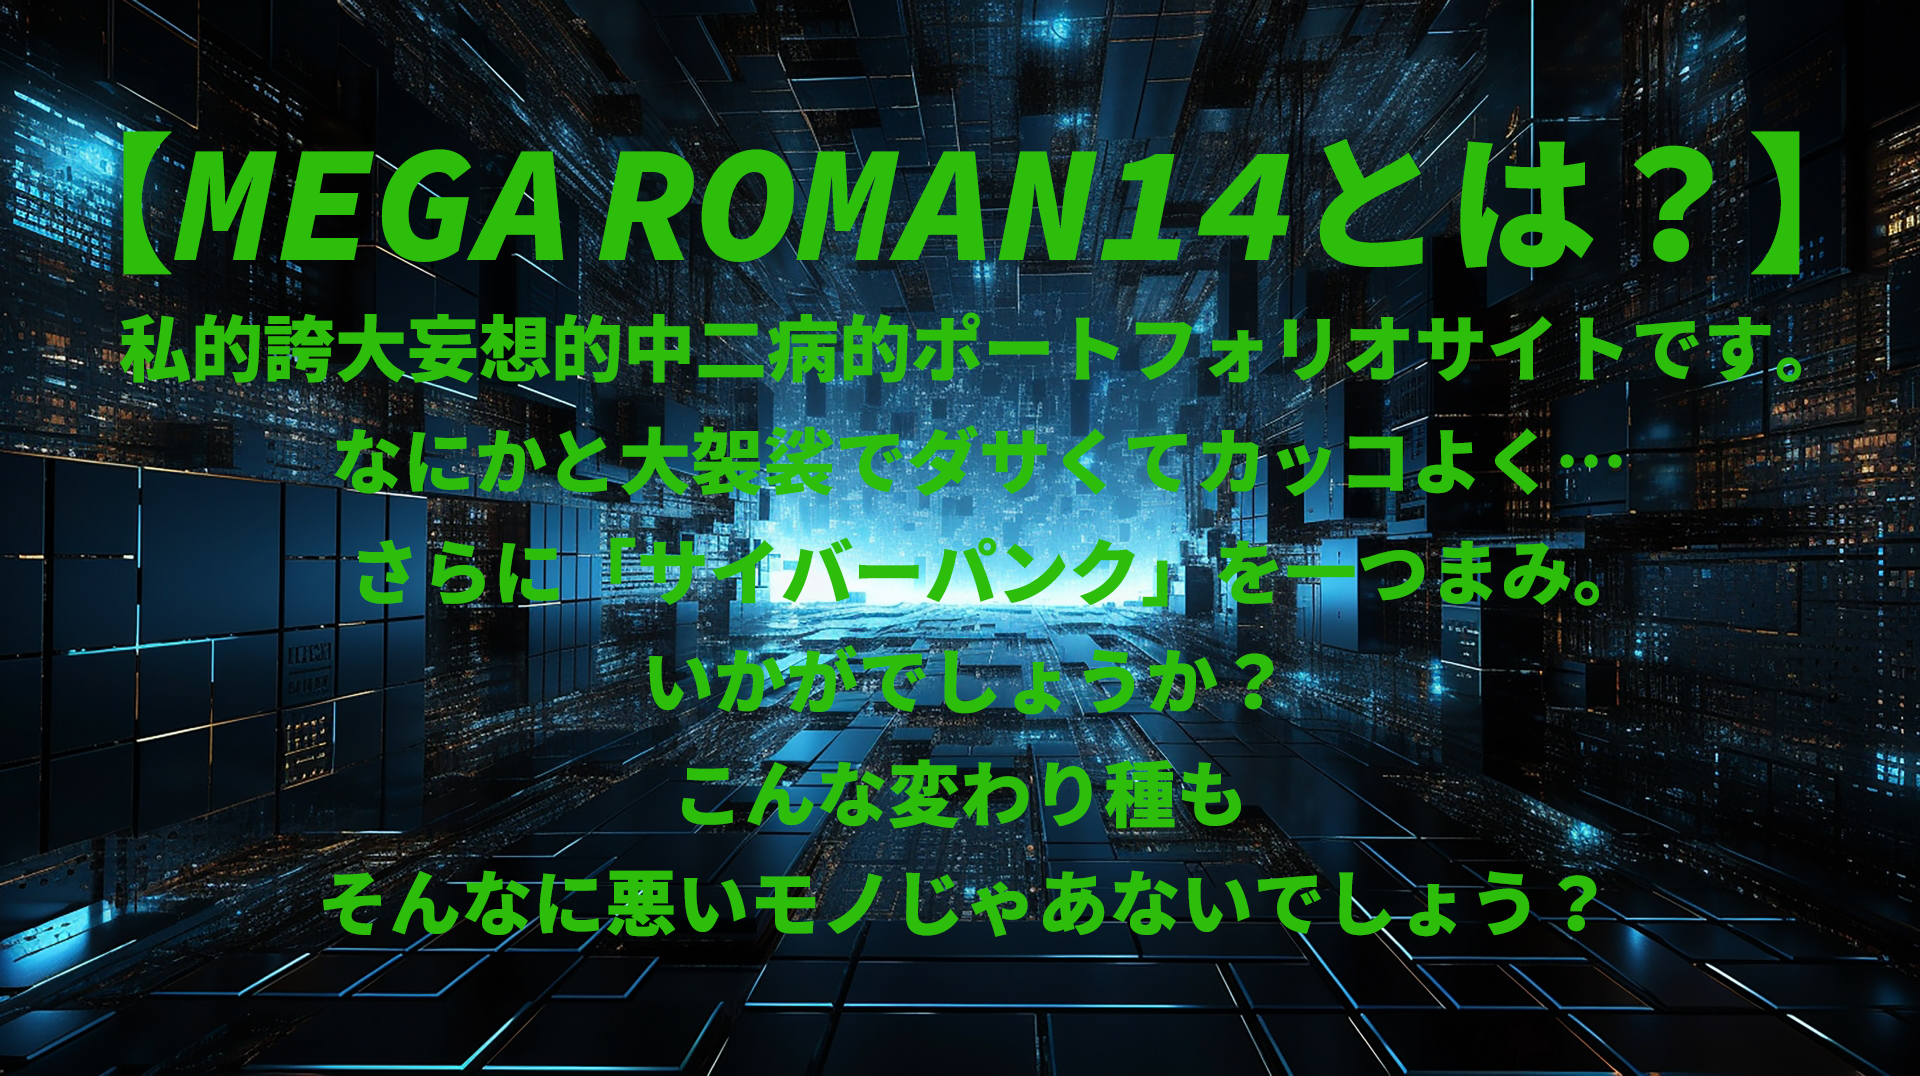 【MEGA ROMAN14とは？】
私的誇大妄想的中二病的ポートフォリオサイトです。
なにかと大袈裟でダサくてカッコよく…
さらに「サイバーパンク」を一つまみ。
いかがでしょうか？
こんな変わり種も
そんなに悪いモノじゃあないでしょう？